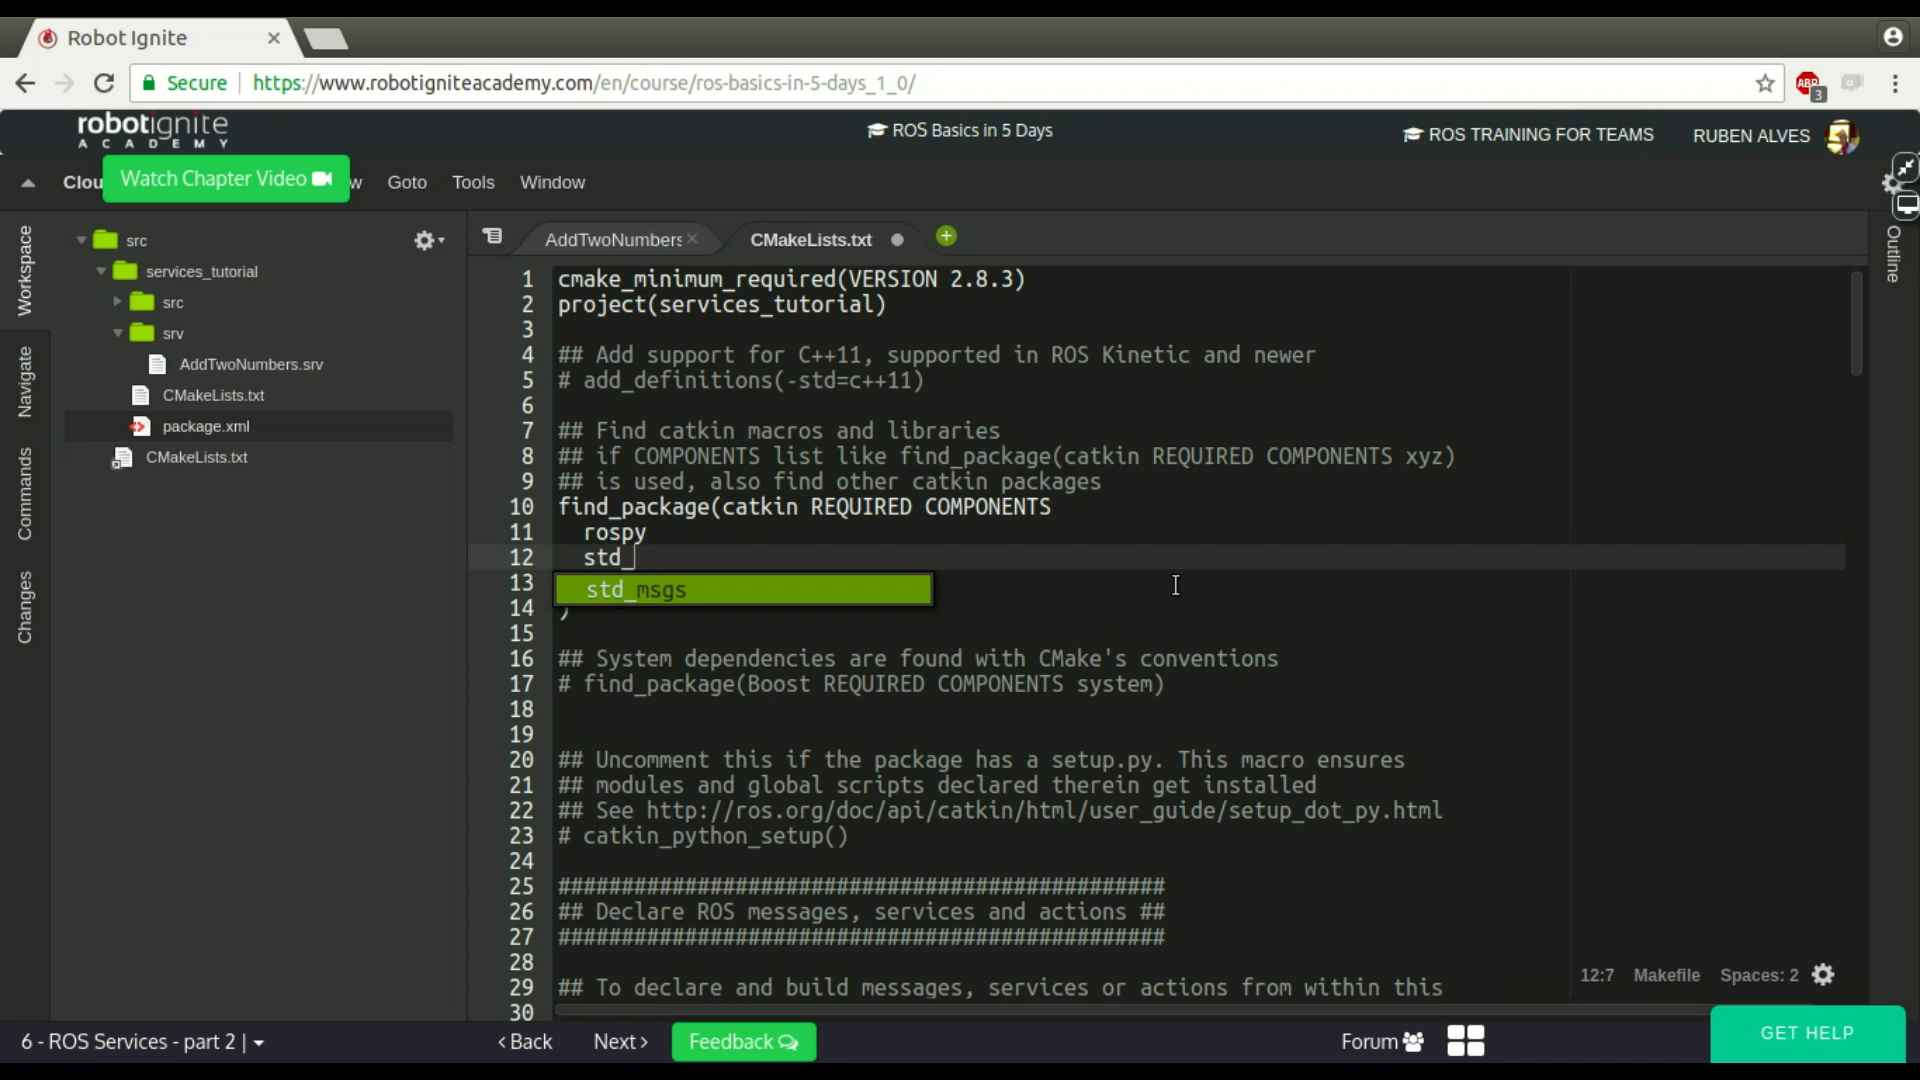 Robot Ignite
Secure https://www.robotigniteacademy.com/en/course/ros-basics-in-5-days_1_0/
ABP 3
robotignite
ACADEMY
ROS Basics in 5 Days
ROS TRAINING FOR TEAMS
RUBEN ALVES
Clou
Watch Chapter Video
w Goto Tools Window
Workspace
Navigate
Commands
Changes
Outline
src
services_tutorial
src
srv
AddTwoNumbers.srv
CMakeLists.txt
package.xml
CMakeLists.txt
AddTwoNumbers
CMakeLists.txt
1 cmake_minimum_required(VERSION 2.8.3)
2 project(services_tutorial)
3
4 ## Add support for C++11, supported in ROS Kinetic and newer
5 # add_definitions(-std=c++11)
6
7 ## Find catkin macros and libraries
8 ## if COMPONENTS list like find_package(catkin REQUIRED COMPONENTS xyz)
9 ## is used, also find other catkin packages
10 find_package(catkin REQUIRED COMPONENTS
11 rospy
12 std_
13
std_msgs
14 )
15
16 ## System dependencies are found with CMake's conventions
17 # find_package(Boost REQUIRED COMPONENTS system)
18
19
20 ## Uncomment this if the package has a setup.py. This macro ensures
21 ## modules and global scripts declared therein get installed
22 ## See http://ros.org/doc/api/catkin/html/user_guide/setup_dot_py.html
23 # catkin_python_setup()
24
25 ################################################
26 ## Declare ROS messages, services and actions ##
27 ################################################
28
29 ## To declare and build messages, services or actions from within this
30
12:7 Makefile Spaces: 2
6 - ROS Services - part 2 |
< Back
Next >
Feedback
Forum
GET HELP